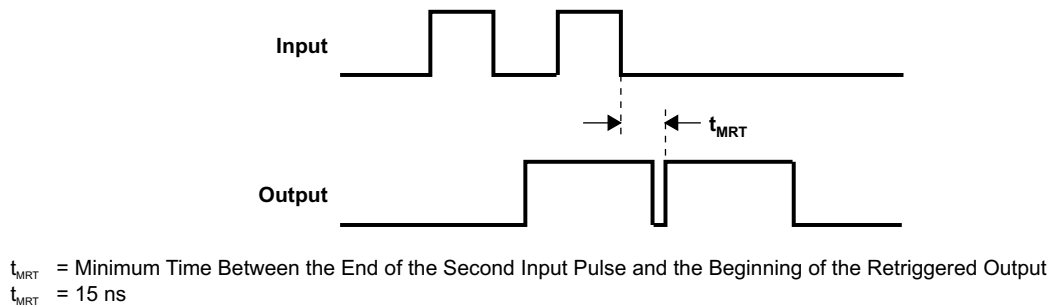 Input
tMRT
Output
tMRT = Minimum Time Between the End of the Second Input Pulse and the Beginning of the Retriggered Output
tMRT = 15 ns